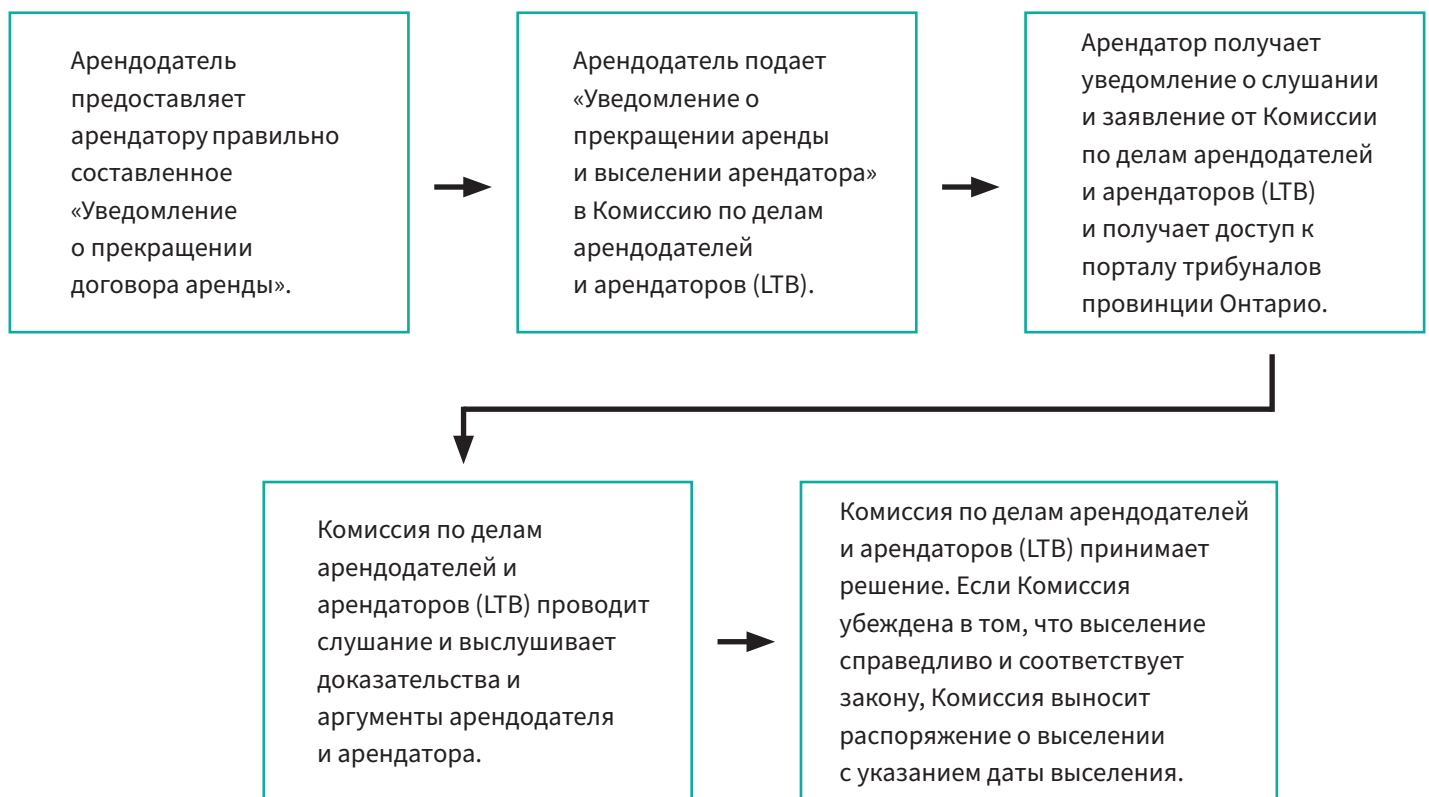 Арендодатель
предоставляет
арендатору правильно
составленное
«Уведомление
о прекращении
договора аренды».
Арендодатель подает
«Уведомление о
прекращении аренды
и выселении арендатора»
в Комиссию по делам
арендодателей
и арендаторов (LTB).
Арендатор получает
уведомление о слушании
и заявление от Комиссии
по делам арендодателей
и арендаторов (LTB)
и получает доступ к
порталу трибуналов
провинции Онтарио.
Комиссия по делам
арендодателей и
арендаторов (LTB) проводит
слушание и выслушивает
доказательства и
аргументы арендодателя
и арендатора.
Комиссия по делам арендодателей
и арендаторов (LTB) принимает
решение. Если Комиссия
убеждена в том, что выселение
справедливо и соответствует
закону, Комиссия выносит
распоряжение о выселении
с указанием даты выселения.